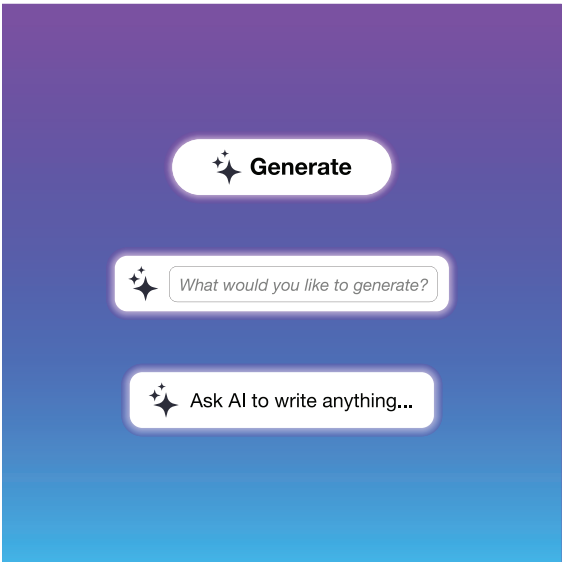 Generate
What would you like to generate?
Ask AI to write anything...